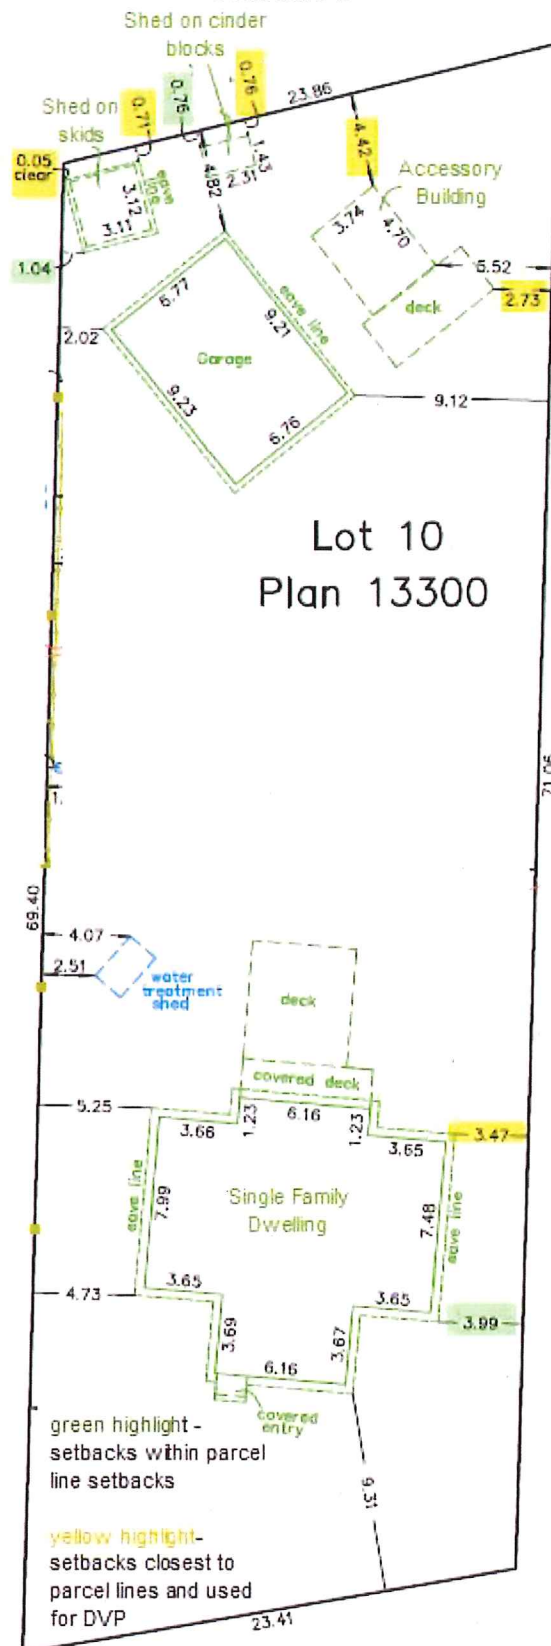 Shed on cinder
blocks
0.76
0.76
23.86
0.71
Shed on
skids
0.05
clear
4.42
1.43
2.31
4.82
eave
line
3.12
3.11
Accessory
Building
3.74
4.70
1.04
6.77
eave line
9.21
deck
2.73
2.02
Garage
9.23
6.76
9.12
Lot 10
Plan 13300
71.06
1.
69.40
4.07
2.51
water
treatment
shed
deck
covered deck
5.25
3.66
1.23
6.16
1.23
3.65
3.47
eave line
7.99
Single Family
Dwelling
7.48
eave line
4.73
3.65
3.65
3.99
3.69
3.67
6.16
covered
entry
9.31
green highlight -
setbacks within parcel
line setbacks
yellow highlight-
setbacks closest to
parcel lines and used
for DVP
23.41